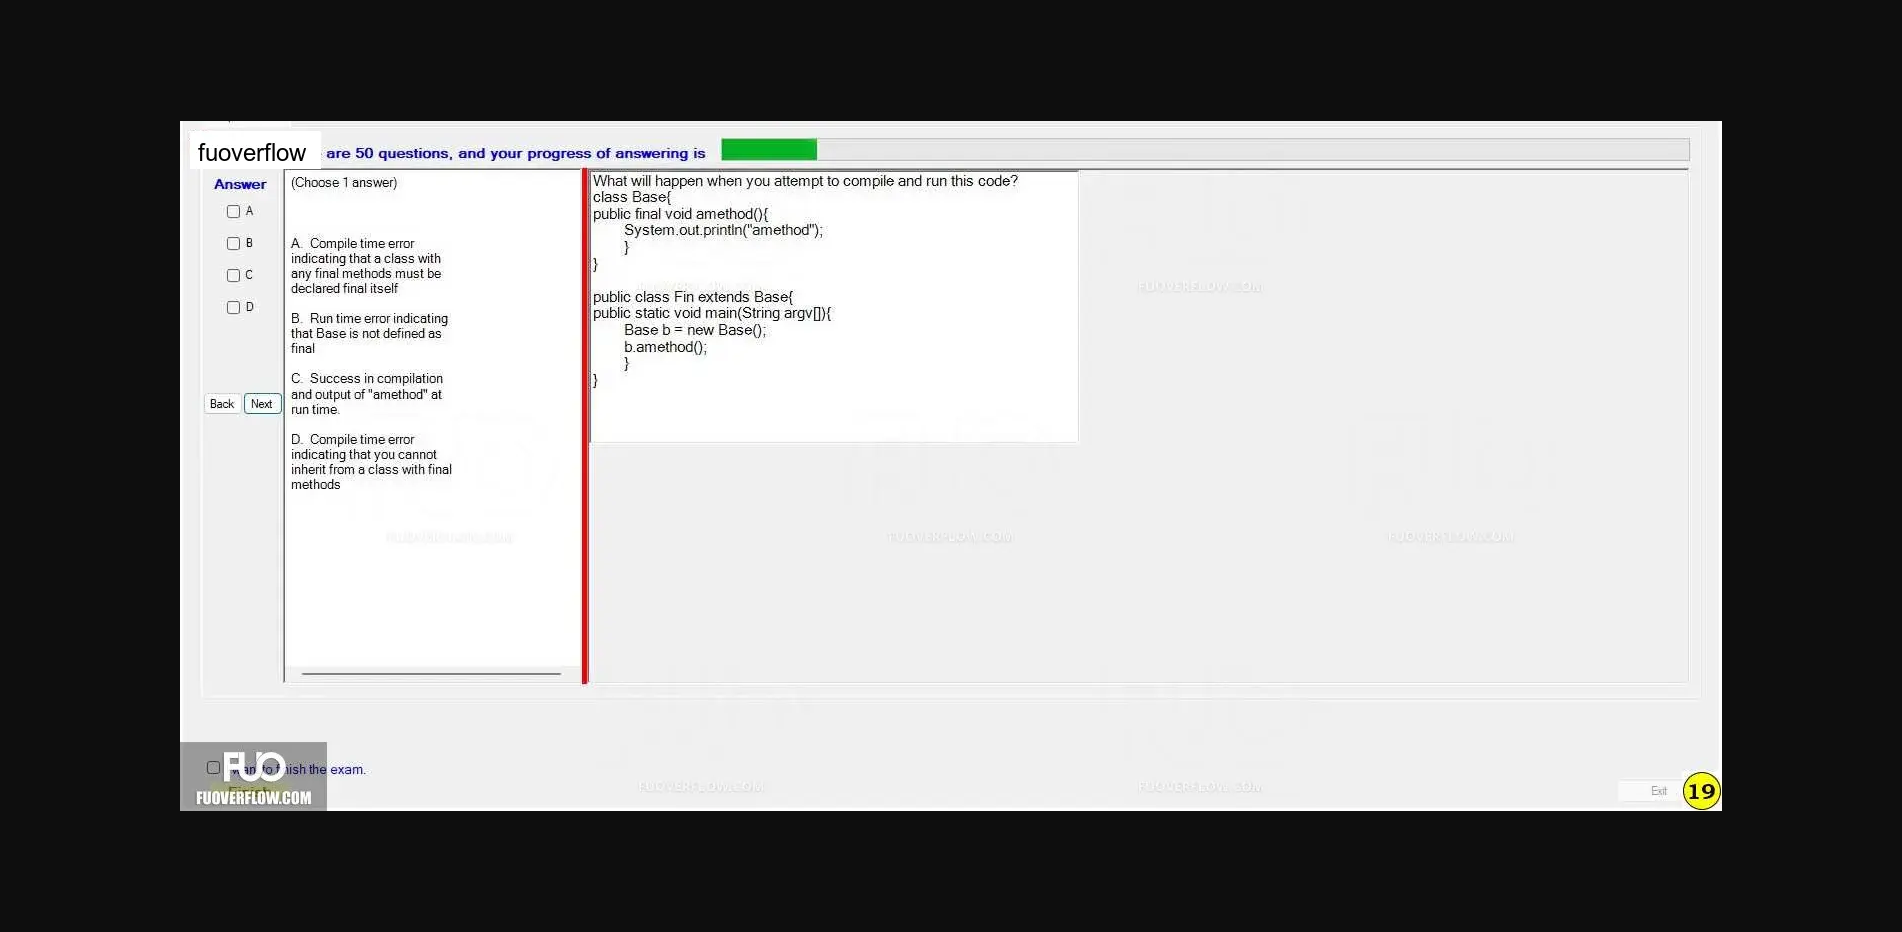 fuoverflow are 50 questions, and your progress of answering is
Answer
A
B
C
D
Back Next
(Choose 1 answer)
A. Compile time error
indicating that a class with
any final methods must be
declared final itself
B. Run time error indicating
that Base is not defined as
final
C. Success in compilation
and output of "amethod" at
run time.
D. Compile time error
indicating that you cannot
inherit from a class with final
methods
What will happen when you attempt to compile and run this code?
class Base{
public final void amethod(){
System.out.println("amethod");
}
}
public class Fin extends Base{
public static void main(String argv[]){
Base b = new Base();
b.amethod();
}
}
FUOVERFLOW.COM
FUOVERFLOW.COM
FUOVERFLOW.COM
FUOVERFLOW.COM
FUOVERFLOW.COM
FUOVERFLOW.COM
FUOVERFLOW.COM
the exam.
FUO
Finish
FUOVERFLOW.COM
Exit
19